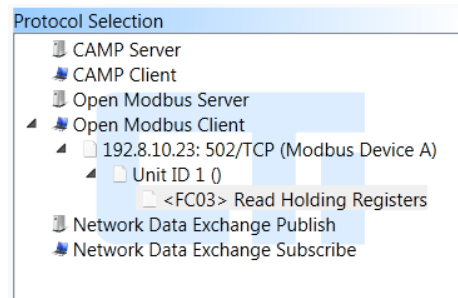 Protocol Selection
CAMP Server
CAMP Client
Open Modbus Server
Open Modbus Client
192.8.10.23: 502/TCP (Modbus Device A)
Unit ID 1 ()
<FC03> Read Holding Registers
Network Data Exchange Publish
Network Data Exchange Subscribe